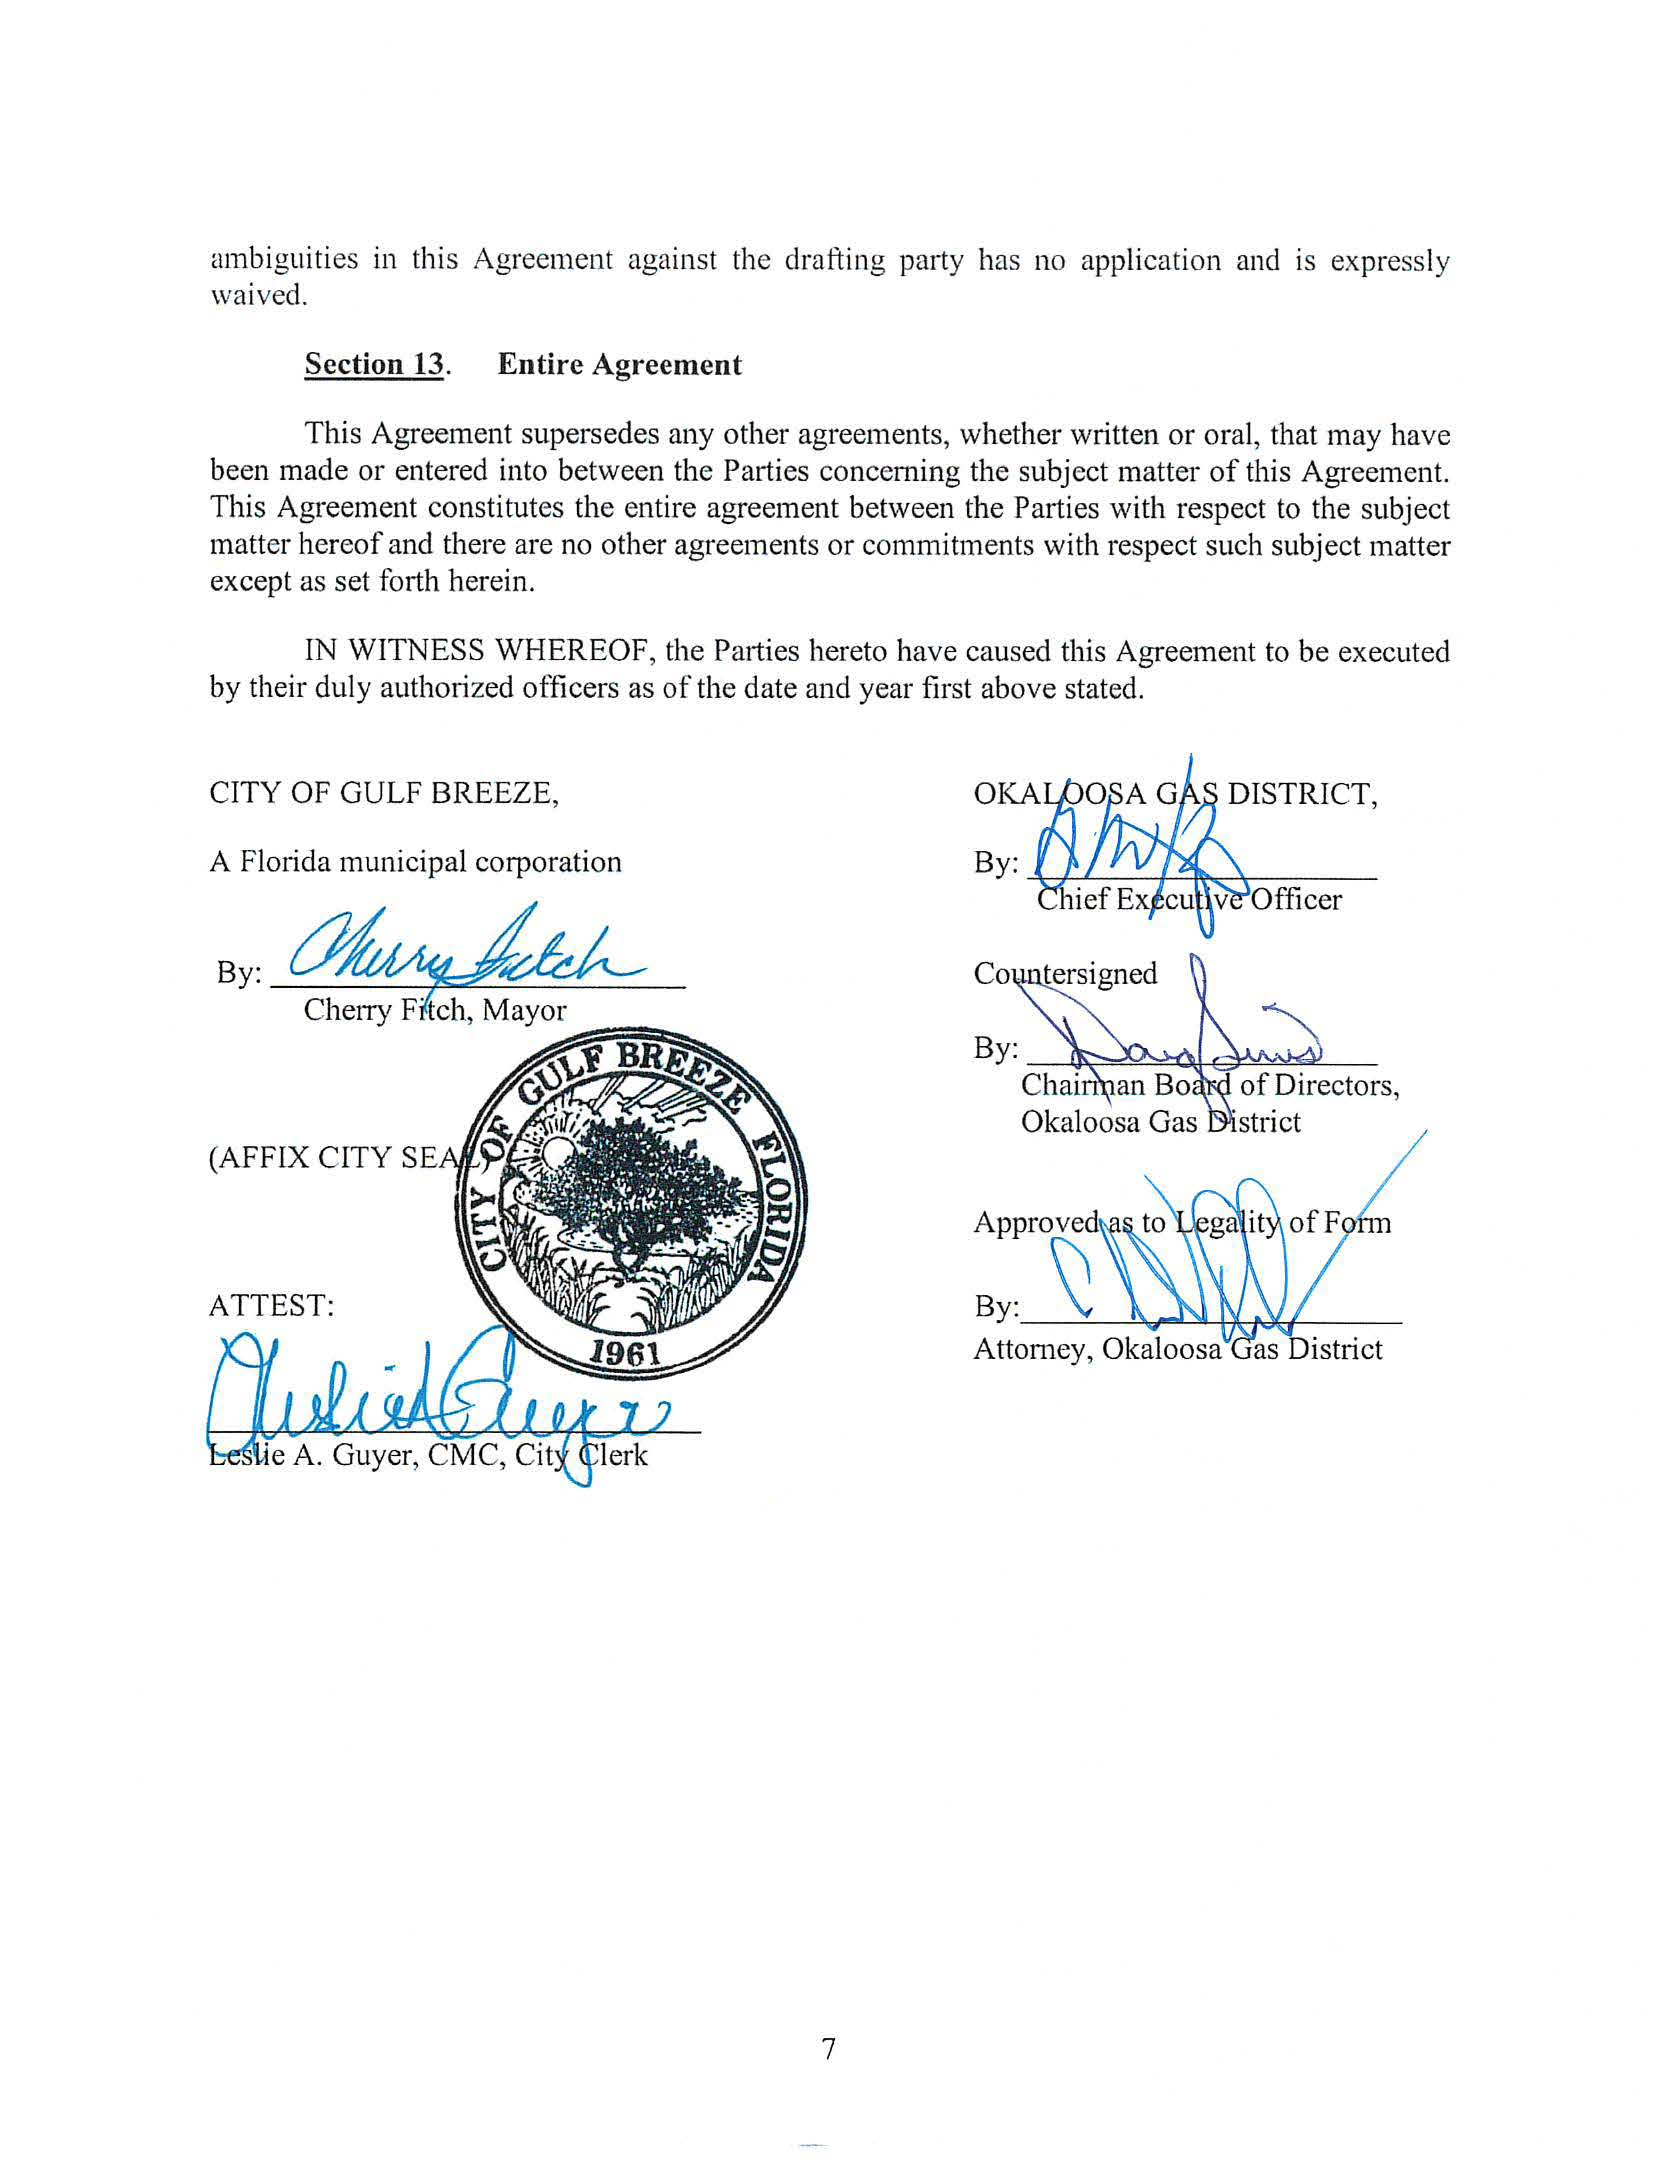 ambiguities in this Agreement against the drafting party has no application and is expressly
waived.
Section 13. Entire Agreement
This Agreement supersedes any other agreements, whether written or oral, that may have
been made or entered into between the Parties concerning the subject matter of this Agreement.
This Agreement constitutes the entire agreement between the Parties with respect to the subject
matter hereof and there are no other agreements or commitments with respect such subject matter
except as set forth herein.
IN WITNESS WHEREOF, the Parties hereto have caused this Agreement to be executed
by their duly authorized officers as of the date and year first above stated.
CITY OF GULF BREEZE,
A Florida municipal corporation
By: Cherry Fitch
Cherry Fitch, Mayor
(AFFIX CITY SEAL)
CITY OF GULF BREEZE FLORIDA
1961
ATTEST:
Leslie A. Guyer, CMC, City Clerk
OKALOOSA GAS DISTRICT,
By:
Chief Executive Officer
Countersigned
By:
Chairman Board of Directors,
Okaloosa Gas District
Approved as to Legality of Form
By:
Attorney, Okaloosa Gas District
7